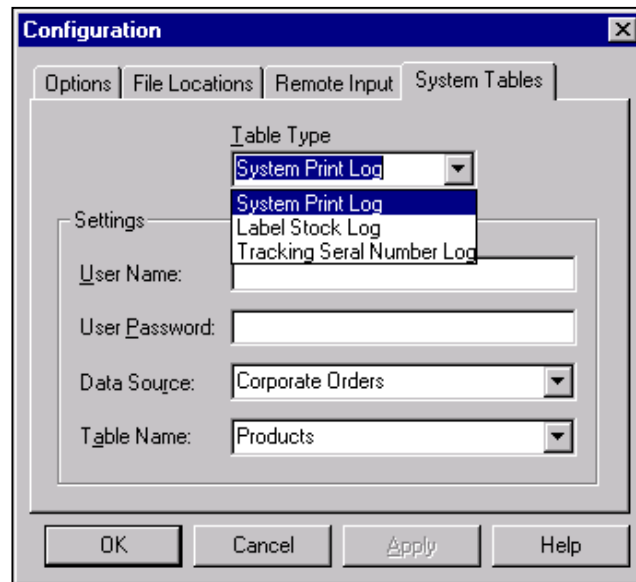 Configuration
Options File Locations Remote Input System Tables
Table Type
System Print Log
System Print Log
Label Stock Log
Tracking Seral Number Log
Settings
User Name:
User Password:
Data Source: Corporate Orders
Table Name: Products
OK Cancel Apply Help